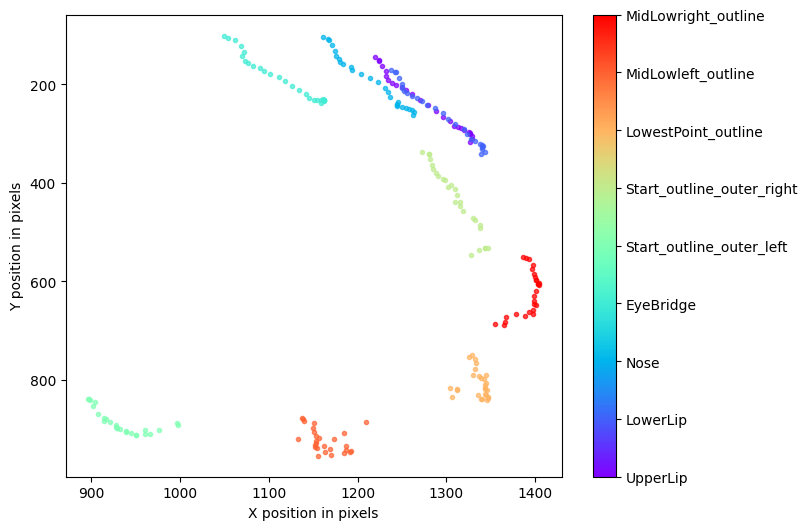 200
400
600
800
Y position in pixels
900
1000
1100
1200
1300
1400
X position in pixels
MidLowright_outline
MidLowleft_outline
LowestPoint_outline
Start_outline_outer_right
Start_outline_outer_left
EyeBridge
Nose
LowerLip
UpperLip